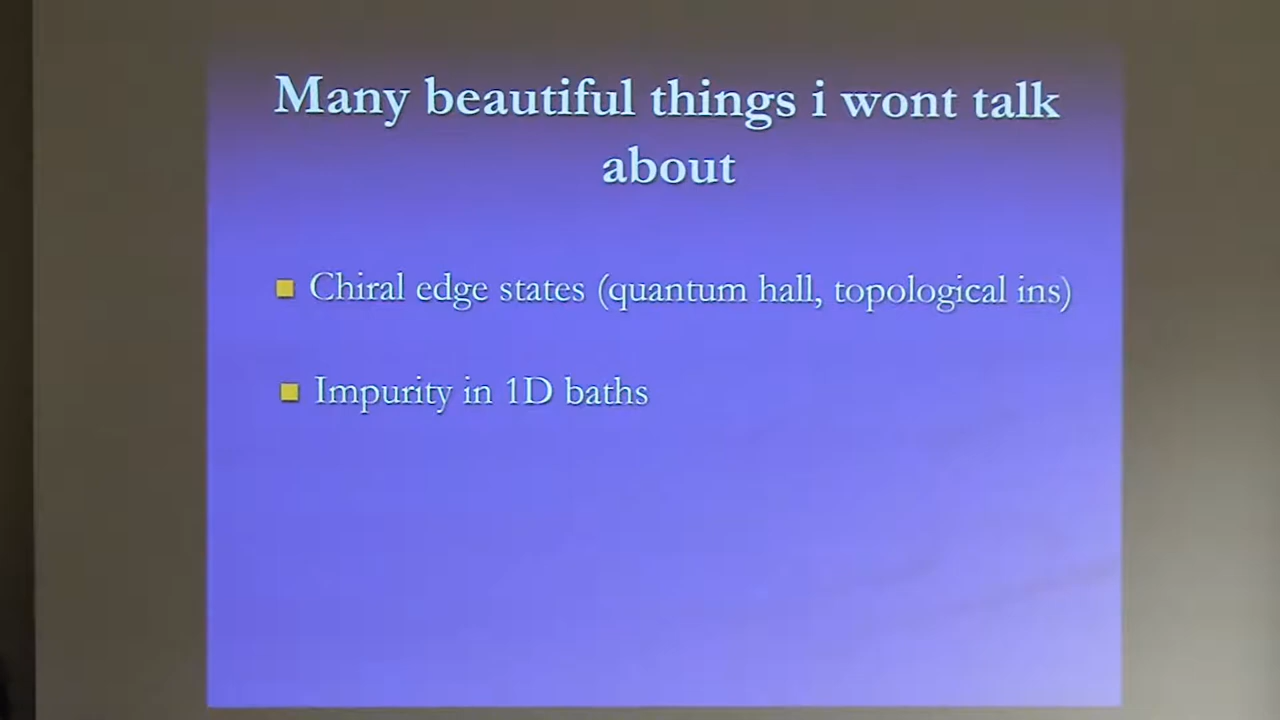 Many beautiful things i wont talk
about
Chiral edge states (quantum hall, topological ins)
Impurity in 1D baths